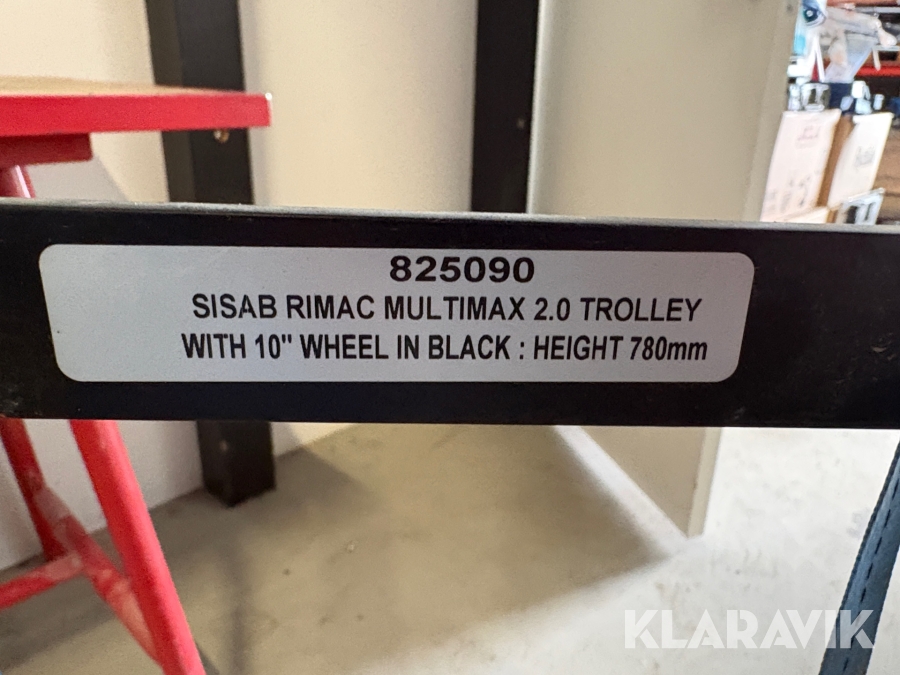 825090
SISAB RIMAC MULTIMAX 2.0 TROLLEY
WITH 10" WHEEL IN BLACK : HEIGHT 780mm
KLARAVIK